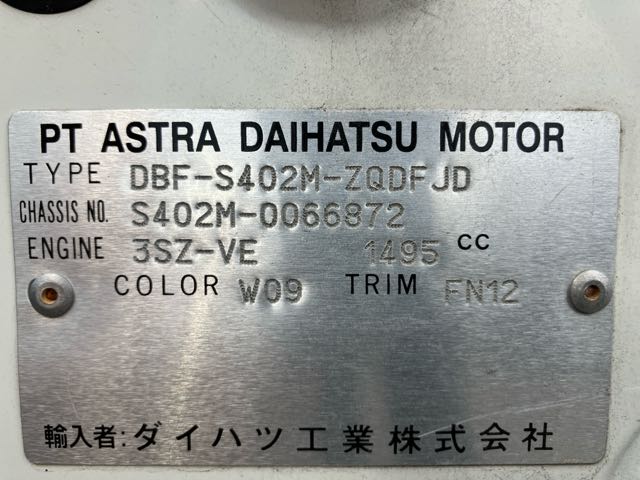 PT ASTRA DAIHATSU MOTOR
TYPE DBF-S402M-ZQDFJD
CHASSIS NO. S402M-0066872
ENGINE 3SZ-VE 1495 CC
COLOR W09 TRIM FN12
輸入者:ダイハツ工業株式会社